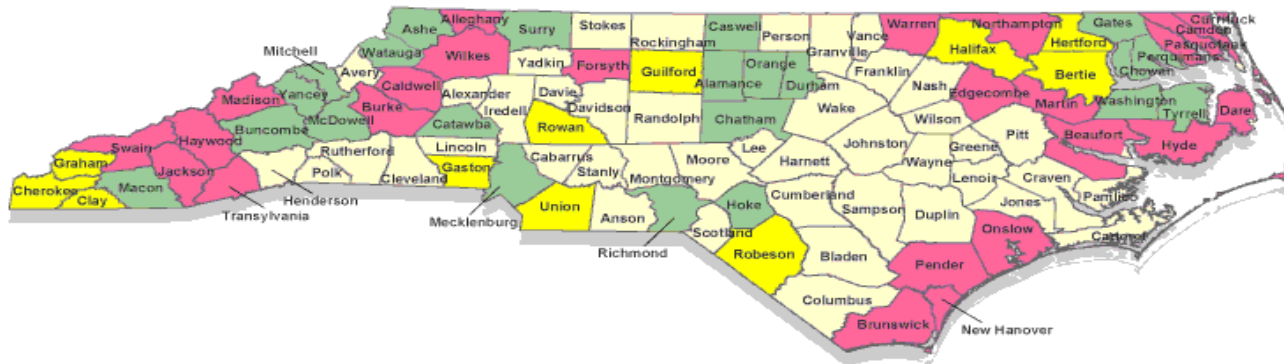 Alleghany
Ashe
Surry
Stokes
Rockingham
Caswell
Person
Vance
Granville
Warren
Northampton
Gates
Currituck
Camden
Pasquotank
Perquimans
Chowan
Hertford
Halifax
Bertie
Mitchell
Watauga
Wilkes
Yadkin
Forsyth
Guilford
Alamance
Orange
Durham
Franklin
Nash
Edgecombe
Martin
Washington
Tyrrell
Dare
Avery
Caldwell
Alexander
Davie
Iredell
Davidson
Randolph
Chatham
Wake
Wilson
Pitt
Beaufort
Hyde
Madison
Yancey
Burke
McDowell
Catawba
Rowan
Buncombe
Haywood
Swain
Graham
Cherokee
Clay
Macon
Jackson
Transylvania
Henderson
Polk
Rutherford
Cleveland
Lincoln
Gaston
Mecklenburg
Cabarrus
Stanly
Montgomery
Moore
Lee
Harnett
Johnston
Wayne
Greene
Lenoir
Craven
Pamlico
Jones
Union
Anson
Richmond
Scotland
Hoke
Cumberland
Sampson
Duplin
Onslow
Robeson
Bladen
Pender
Columbus
Brunswick
New Hanover